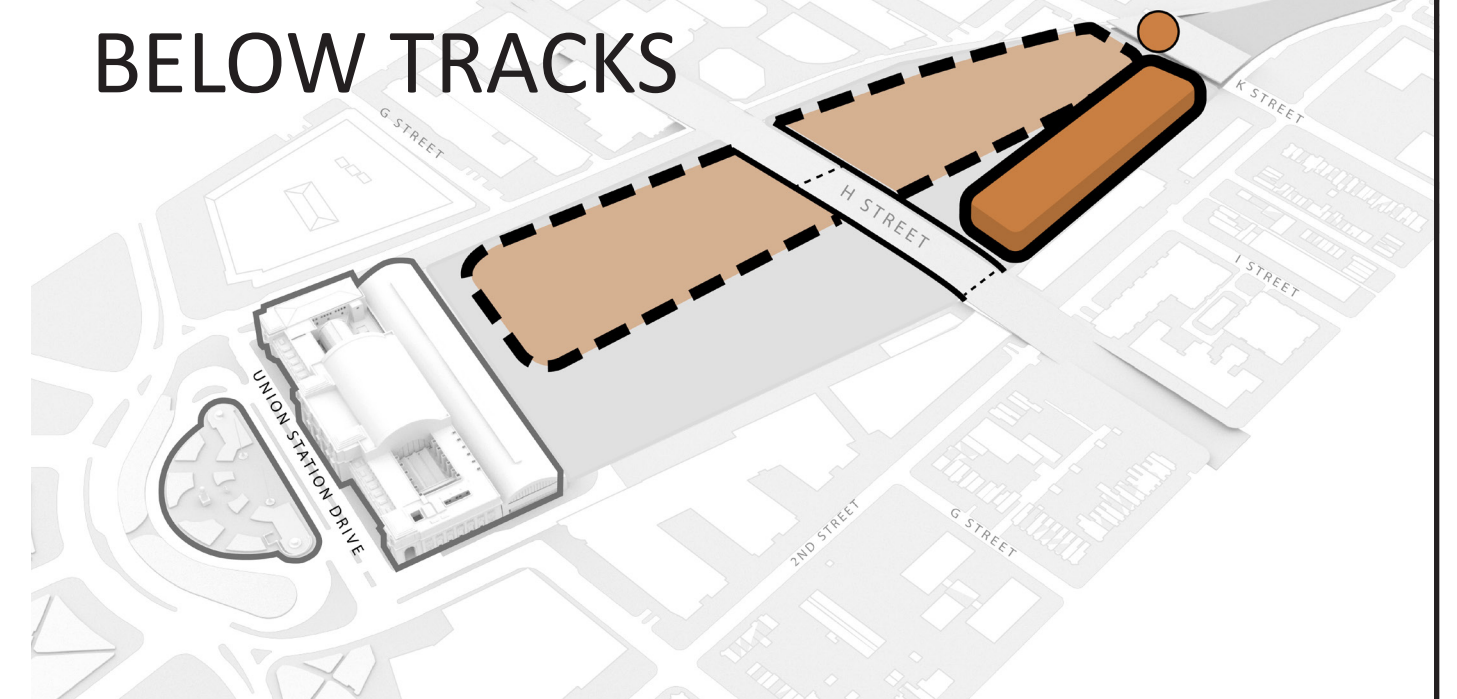 BELOW TRACKS
G STREET
K STREET
H STREET
I STREET
UNION STATION DRIVE
2ND STREET
G STREET